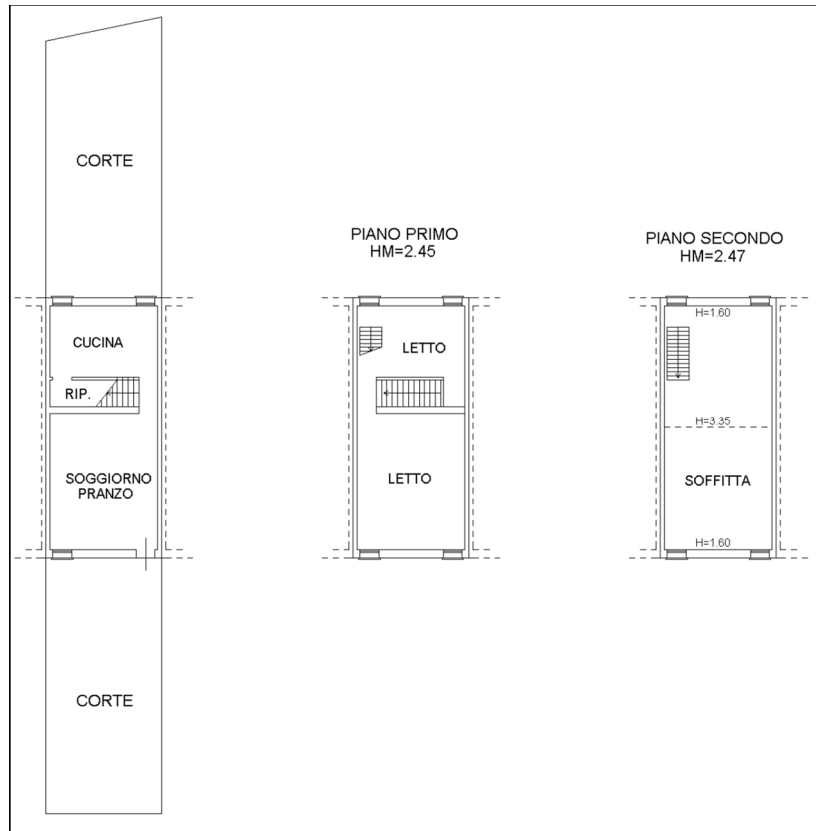 CORTE
CUCINA
RIP.
SOGGIORNO
PRANZO
CORTE
PIANO PRIMO
HM=2.45
LETTO
LETTO
PIANO SECONDO
HM=2.47
H=1.60
H=3.35
SOFFITTA
H=1.60